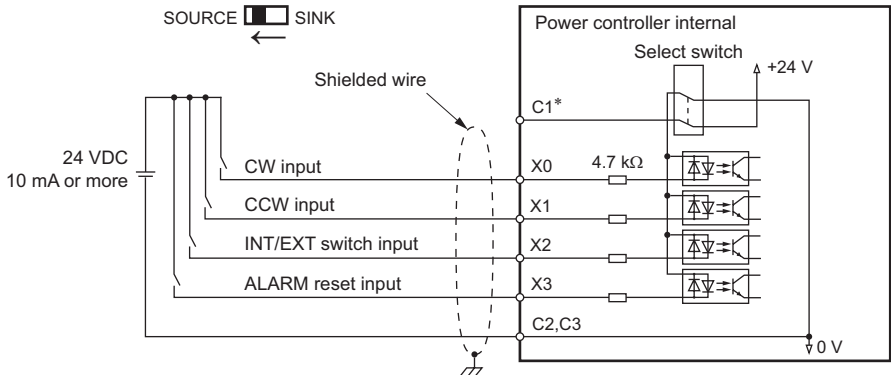 SOURCE SINK
Power controller internal
Select switch
+24 V
Shielded wire
C1*
24 VDC
10 mA or more
CW input
X0
4.7 kΩ
CCW input
X1
INT/EXT switch input
X2
ALARM reset input
X3
C2,C3
0 V